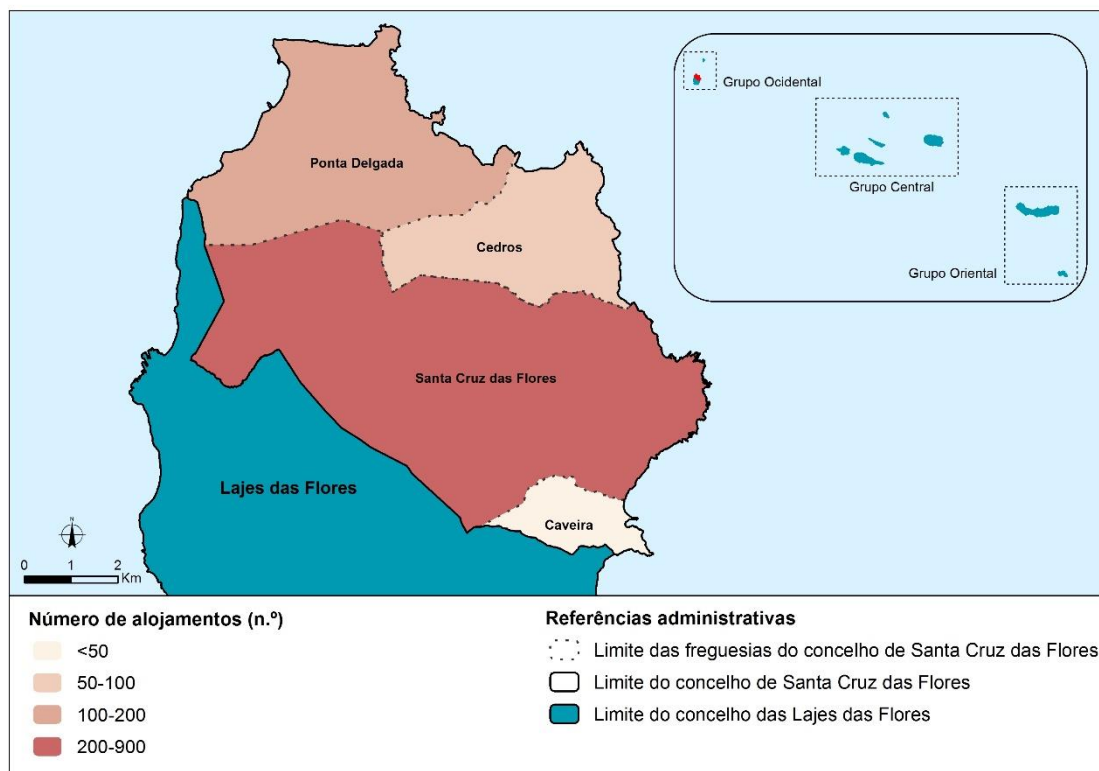 Grupo Ocidental
Grupo Central
Grupo Oriental
Ponta Delgada
Cedros
Santa Cruz das Flores
Lajes das Flores
Caveira
N
0 1 2
Km
Número de alojamentos (n.º)
<50
50-100
100-200
200-900
Referências administrativas
Limite das freguesias do concelho de Santa Cruz das Flores
Limite do concelho de Santa Cruz das Flores
Limite do concelho das Lajes das Flores